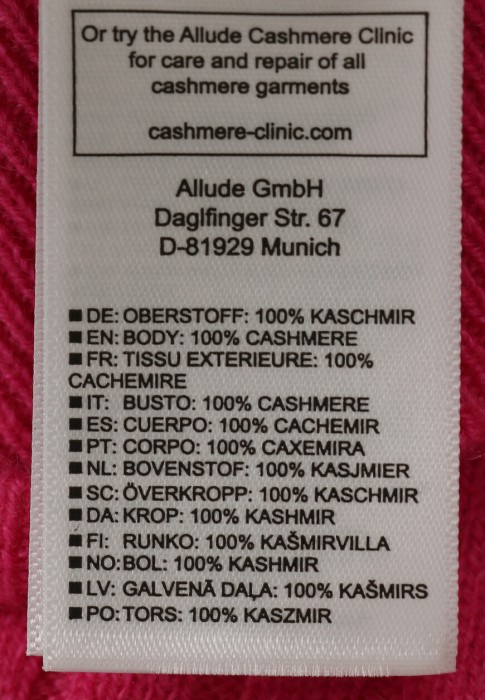 Or try the Allude Cashmere Clinic
for care and repair of all
cashmere garments
cashmere-clinic.com
Allude GmbH
Daglfinger Str. 67
D-81929 Munich
■ DE: OBERSTOFF: 100% KASCHMIR
■ EN: BODY: 100% CASHMERE
■ FR: TISSU EXTERIEURE: 100%
CACHEMIRE
■ IT: BUSTO: 100% CASHMERE
■ ES: CUERPO: 100% CACHEMIR
■ PT: CORPO: 100% CAXEMIRA
■ NL: BOVENSTOF: 100% KASJMIER
■ SC: ÖVERKROPP: 100% KASCHMIR
■ DA: KROP: 100% KASHMIR
■ FI: RUNKO: 100% KAŠMIRVILLA
■ NO: BOL: 100% KASHMIR
■ LV: GALVENĀ DAĻA: 100% KAŠMIRS
■ PO: TORS: 100% KASZMIR